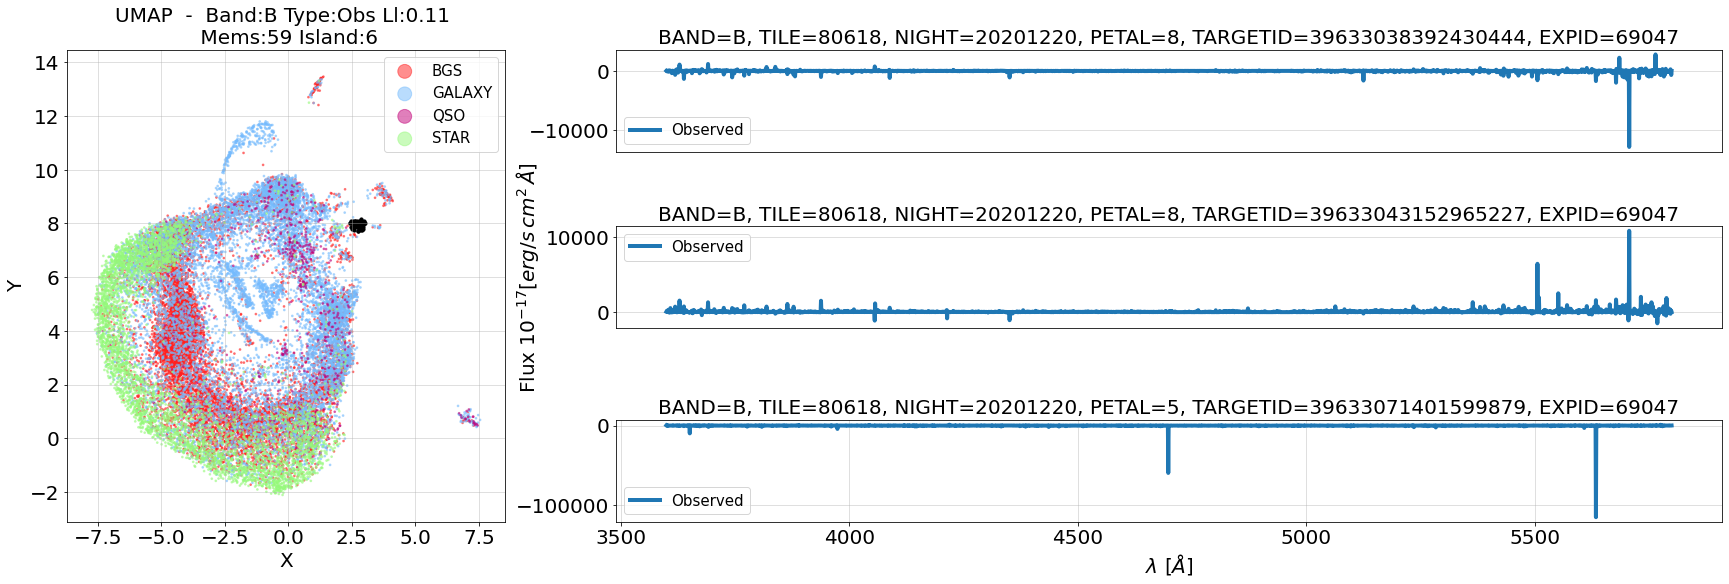 UMAP  -  Band:B Type:Obs Ll:0.11
Mems:59 Island:6
BGS
GALAXY
QSO
STAR
14
12
10
8
6
4
2
0
−2
Y
−7.5 −5.0 −2.5 0.0 2.5 5.0 7.5
X
BAND=B, TILE=80618, NIGHT=20201220, PETAL=8, TARGETID=39633038392430444, EXPID=69047
0
−10000
Observed
BAND=B, TILE=80618, NIGHT=20201220, PETAL=8, TARGETID=39633043152965227, EXPID=69047
10000
0
Observed
Flux 10⁻¹⁷[erg/s cm² Å]
BAND=B, TILE=80618, NIGHT=20201220, PETAL=5, TARGETID=39633071401599879, EXPID=69047
0
−100000
Observed
3500 4000 4500 5000 5500
λ [Å]